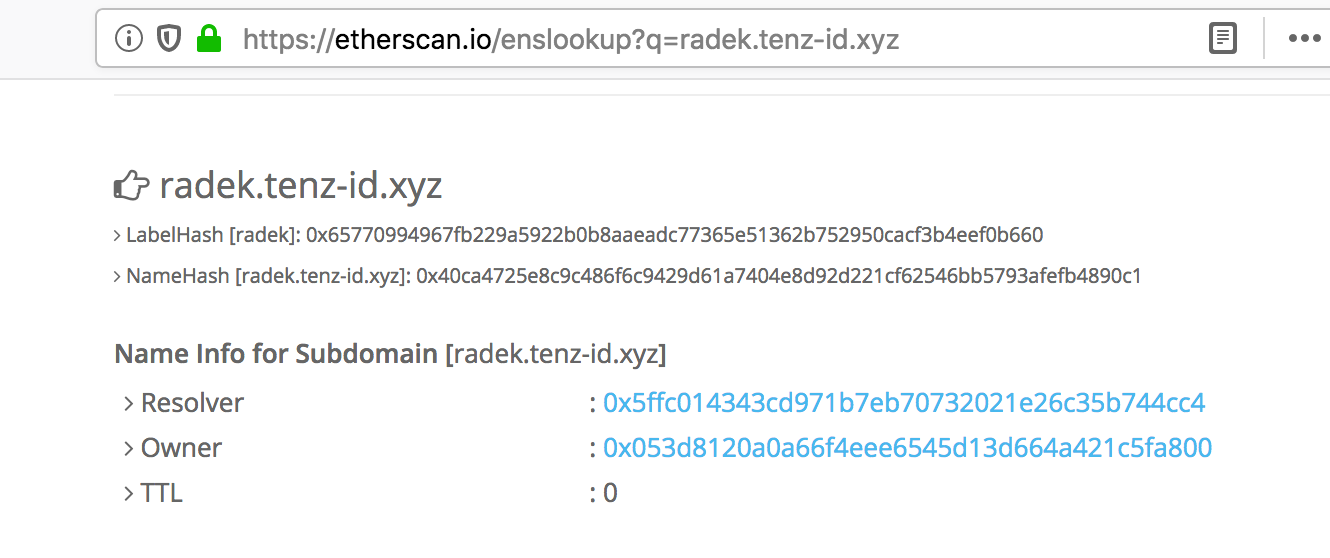 https://etherscan.io/enslookup?q=radek.tenz-id.xyz
radek.tenz-id.xyz
LabelHash [radek]: 0x65770994967fb229a5922b0b8aaeadc77365e51362b752950cacf3b4eef0b660
NameHash [radek.tenz-id.xyz]: 0x40ca4725e8c9c486f6c9429d61a7404e8d92d221cf62546bb5793afefb4890c1
Name Info for Subdomain [radek.tenz-id.xyz]
Resolver : 0x5ffc014343cd971b7eb70732021e26c35b744cc4
Owner : 0x053d8120a0a66f4eee6545d13d664a421c5fa800
TTL : 0